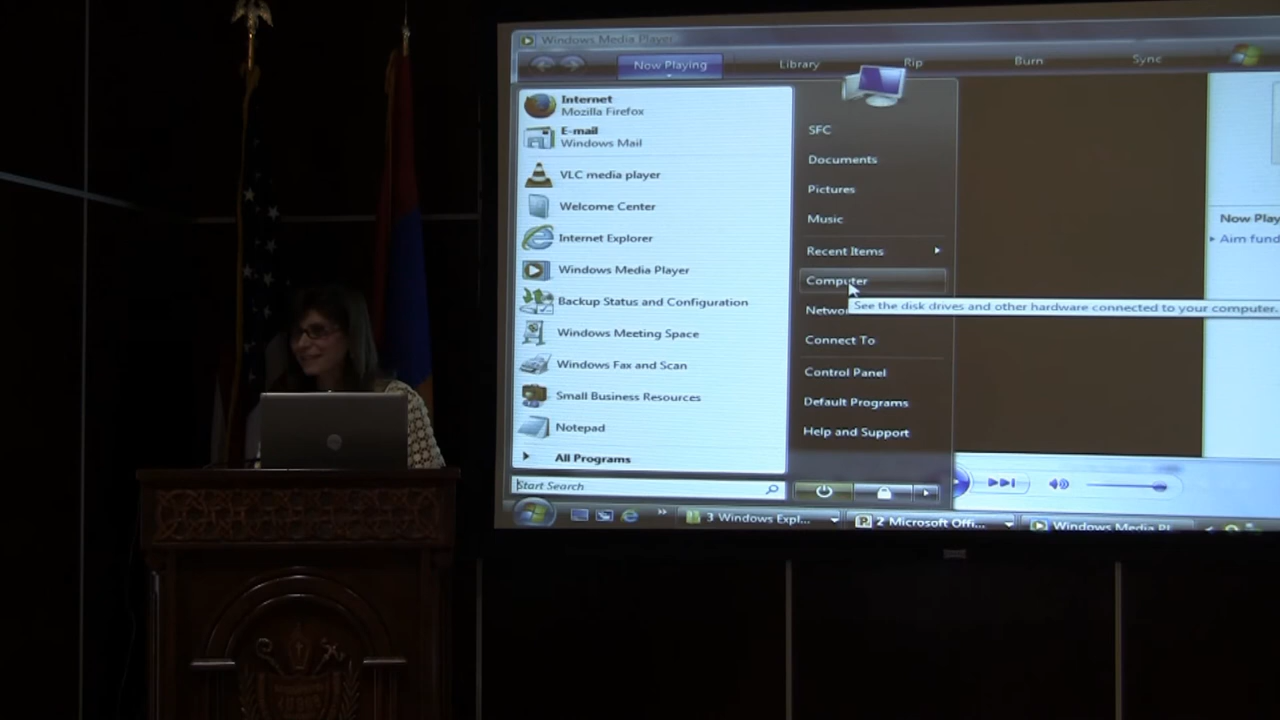 Windows Media Player
Now Playing
Library
Rip
Burn
Sync
Internet
Mozilla Firefox
E-mail
Windows Mail
VLC media player
Welcome Center
Internet Explorer
Windows Media Player
Backup Status and Configuration
Windows Meeting Space
Windows Fax and Scan
Small Business Resources
Notepad
All Programs
Start Search
SFC
Documents
Pictures
Music
Recent Items
Computer
See the disk drives and other hardware connected to your computer.
Netwo
Connect To
Control Panel
Default Programs
Help and Support
Now Play
Aim fund
3 Windows Expl...
2 Microsoft Offi...
Windows Media Pl